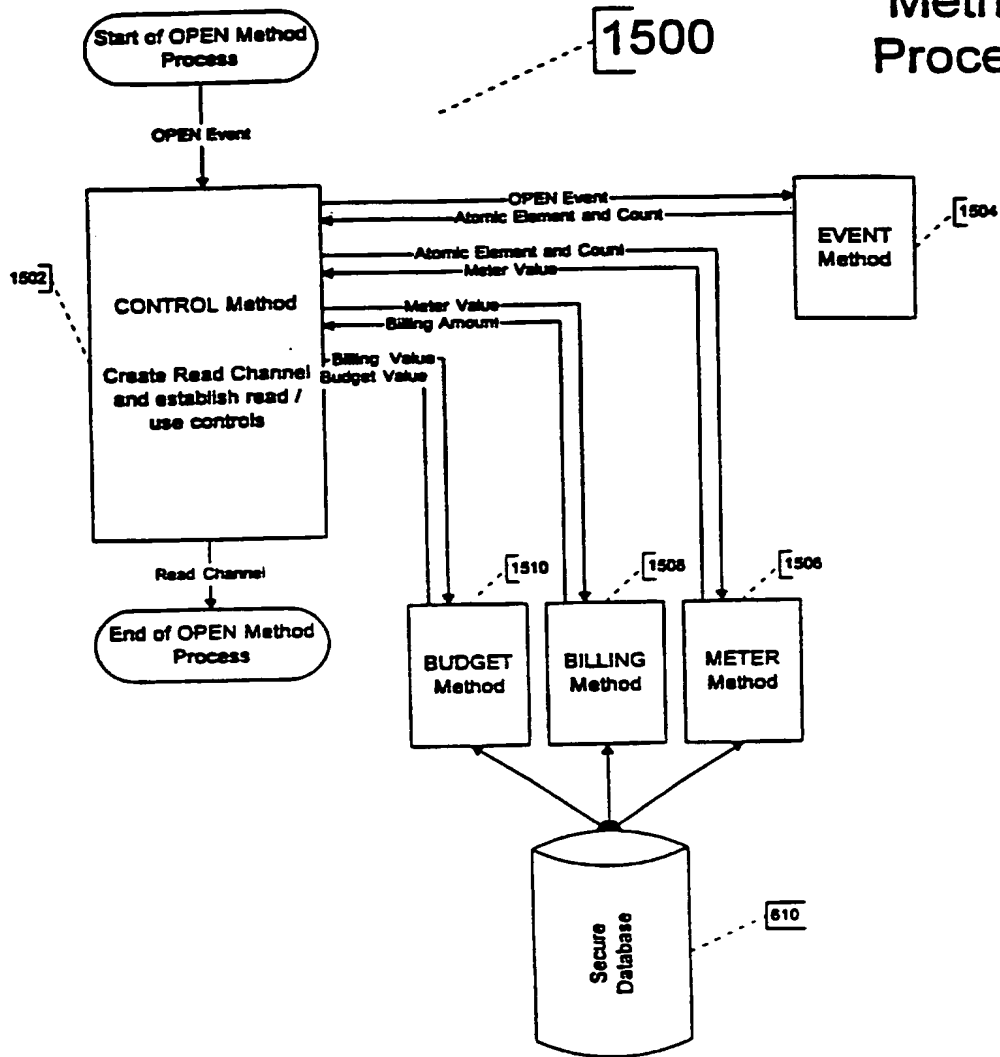 Start of OPEN Method
Process
1500
OPEN Event
OPEN Event
Atomic Element and Count
1504
EVENT
Method
Atomic Element and Count
Meter Value
1502
CONTROL Method
Create Read Channel
and establish read /
use controls
Meter Value
Billing Amount
Billing Value
Budget Value
Read Channel
End of OPEN Method
Process
1510
BUDGET
Method
1508
BILLING
Method
1506
METER
Method
Secure
Database
610